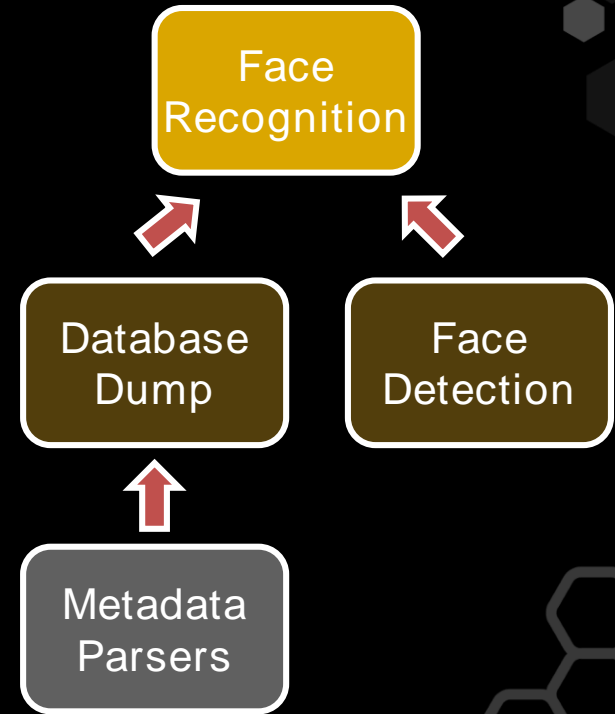 Face
Recognition
Database
Dump
Face
Detection
Metadata
Parsers